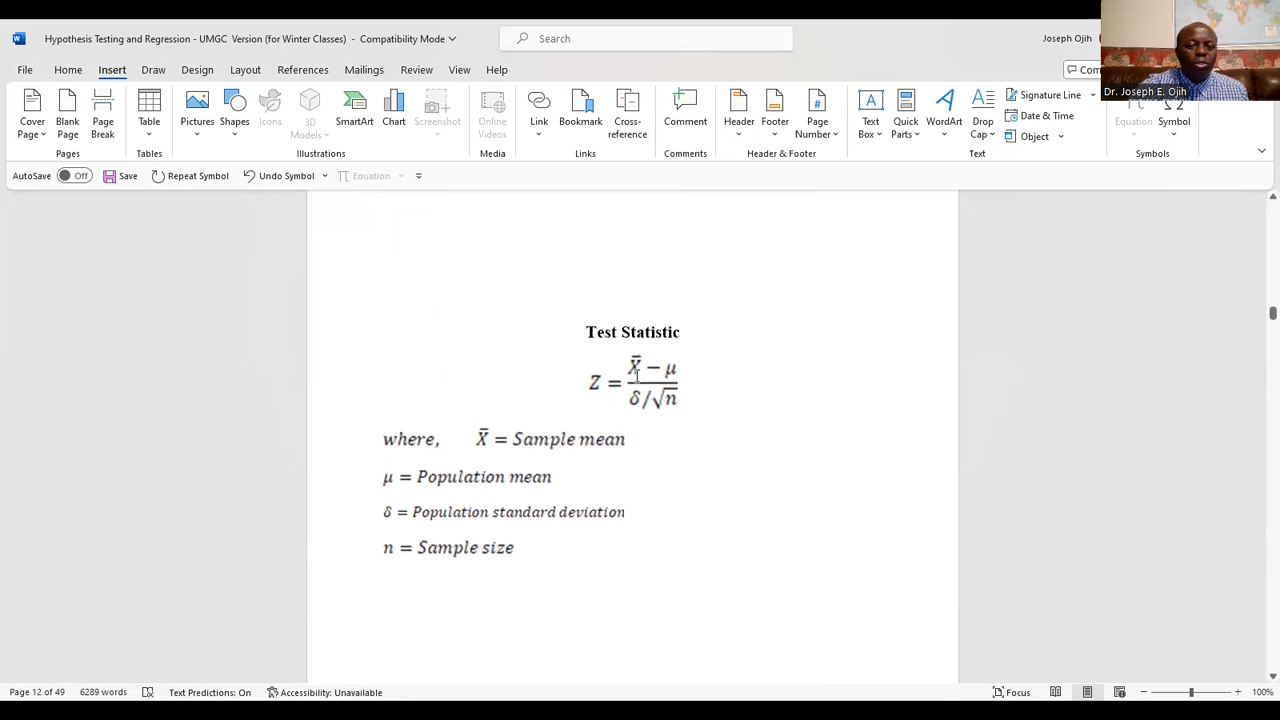 Hypothesis Testing and Regression - UMGC Version (for Winter Classes) - Compatibility Mode
Search
Joseph Ojih
File Home Insert Draw Design Layout References Mailings Review View Help
Com
Dr. Joseph E. Ojih
Cover Page
Blank Page
Page Break
Table
Pictures
Shapes
Icons
3D Models
SmartArt
Chart
Screenshot
Online Videos
Link
Bookmark
Cross-reference
Comment
Header
Footer
Page Number
Text Box
Quick Parts
WordArt
Drop Cap
Signature Line
Date & Time
Object
Equation
Symbol
Pages Tables Illustrations Media Links Comments Header & Footer Text Symbols
AutoSave Off Save Repeat Symbol Undo Symbol Equation
Test Statistic
Z = (X̄ − μ) / (δ/√n)
where, X̄ = Sample mean
μ = Population mean
δ = Population standard deviation
n = Sample size
Page 12 of 49 6289 words Text Predictions: On Accessibility: Unavailable Focus 100%